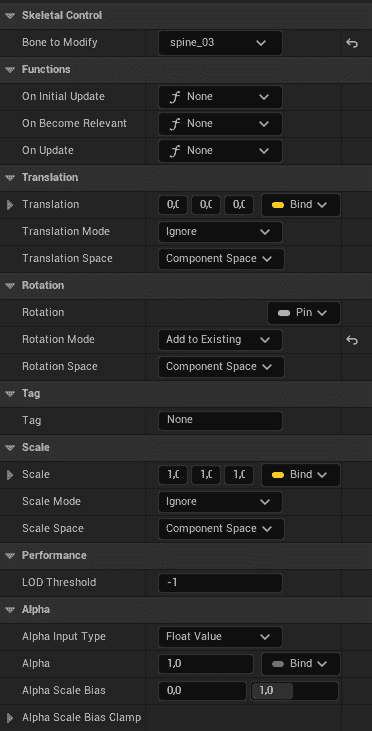 Skeletal Control
Bone to Modify spine_03
Functions
On Initial Update None
On Become Relevant None
On Update None
Translation
Translation 0,0 0,0 0,0 Bind
Translation Mode Ignore
Translation Space Component Space
Rotation
Rotation Pin
Rotation Mode Add to Existing
Rotation Space Component Space
Tag
Tag None
Scale
Scale 1,0 1,0 1,0 Bind
Scale Mode Ignore
Scale Space Component Space
Performance
LOD Threshold -1
Alpha
Alpha Input Type Float Value
Alpha 1,0 Bind
Alpha Scale Bias 0,0 1,0
Alpha Scale Bias Clamp